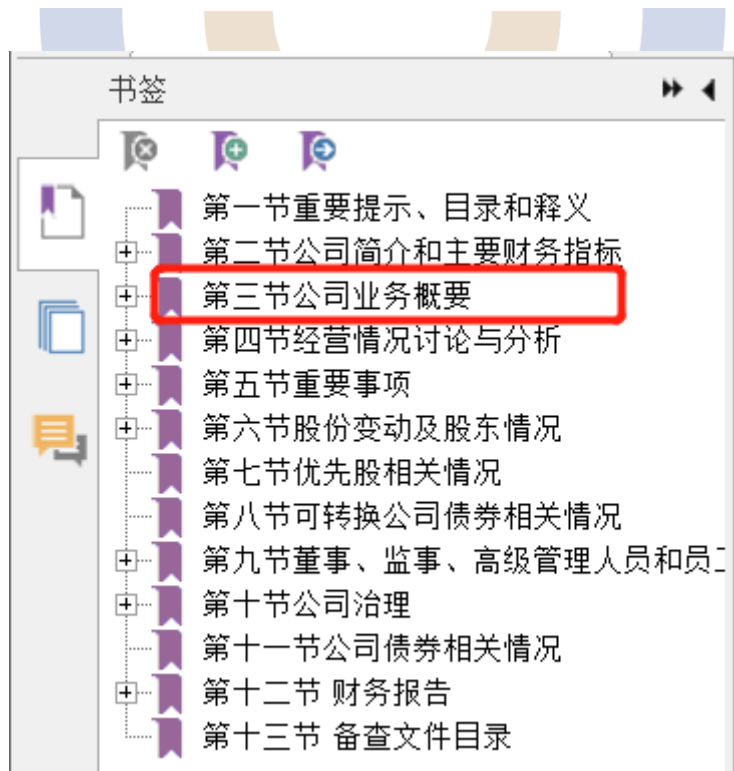 书签
第一节重要提示、目录和释义
第二节公司简介和主要财务指标
第三节公司业务概要
第四节经营情况讨论与分析
第五节重要事项
第六节股份变动及股东情况
第七节优先股相关情况
第八节可转换公司债券相关情况
第九节董事、监事、高级管理人员和员
第十节公司治理
第十一节公司债券相关情况
第十二节 财务报告
第十三节 备查文件目录